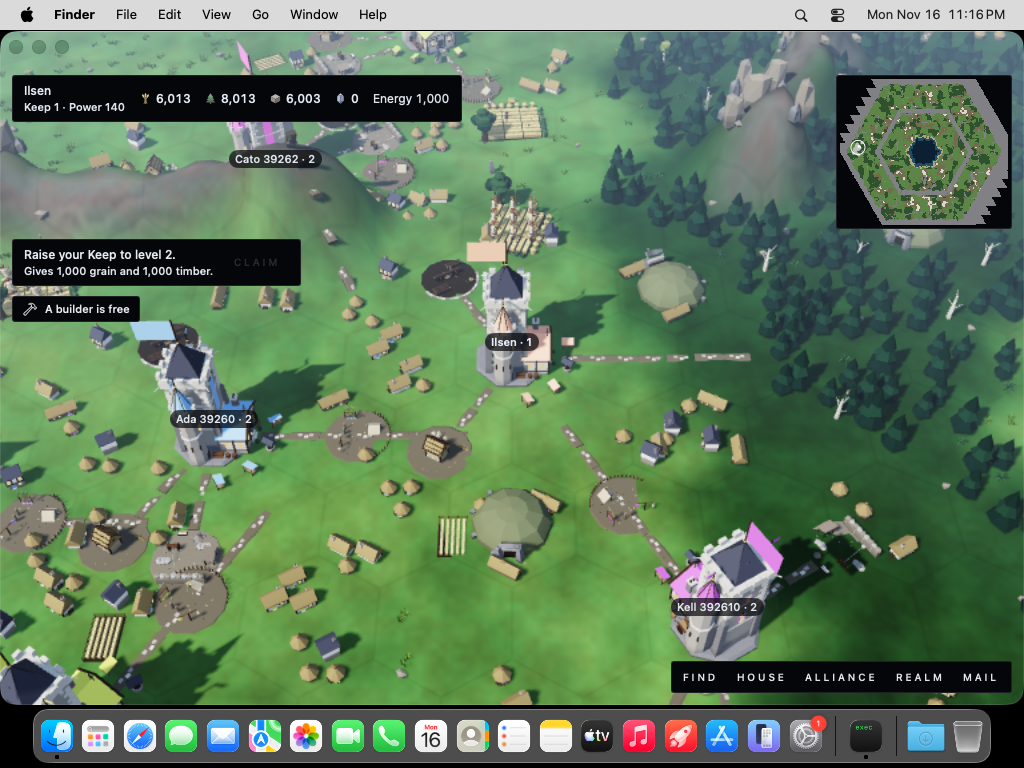 Finder File Edit View Go Window Help Mon Nov 16 11:16 PM
Ilsen
Keep 1 · Power 140
6,013 8,013 6,003 0 Energy 1,000
Cato 39262 · 2
Raise your Keep to level 2.
Gives 1,000 grain and 1,000 timber.
CLAIM
A builder is free
Ilsen · 1
Ada 39260 · 2
Kell 392610 · 2
FIND HOUSE ALLIANCE REALM MAIL
Mon
16
tv
1
exec